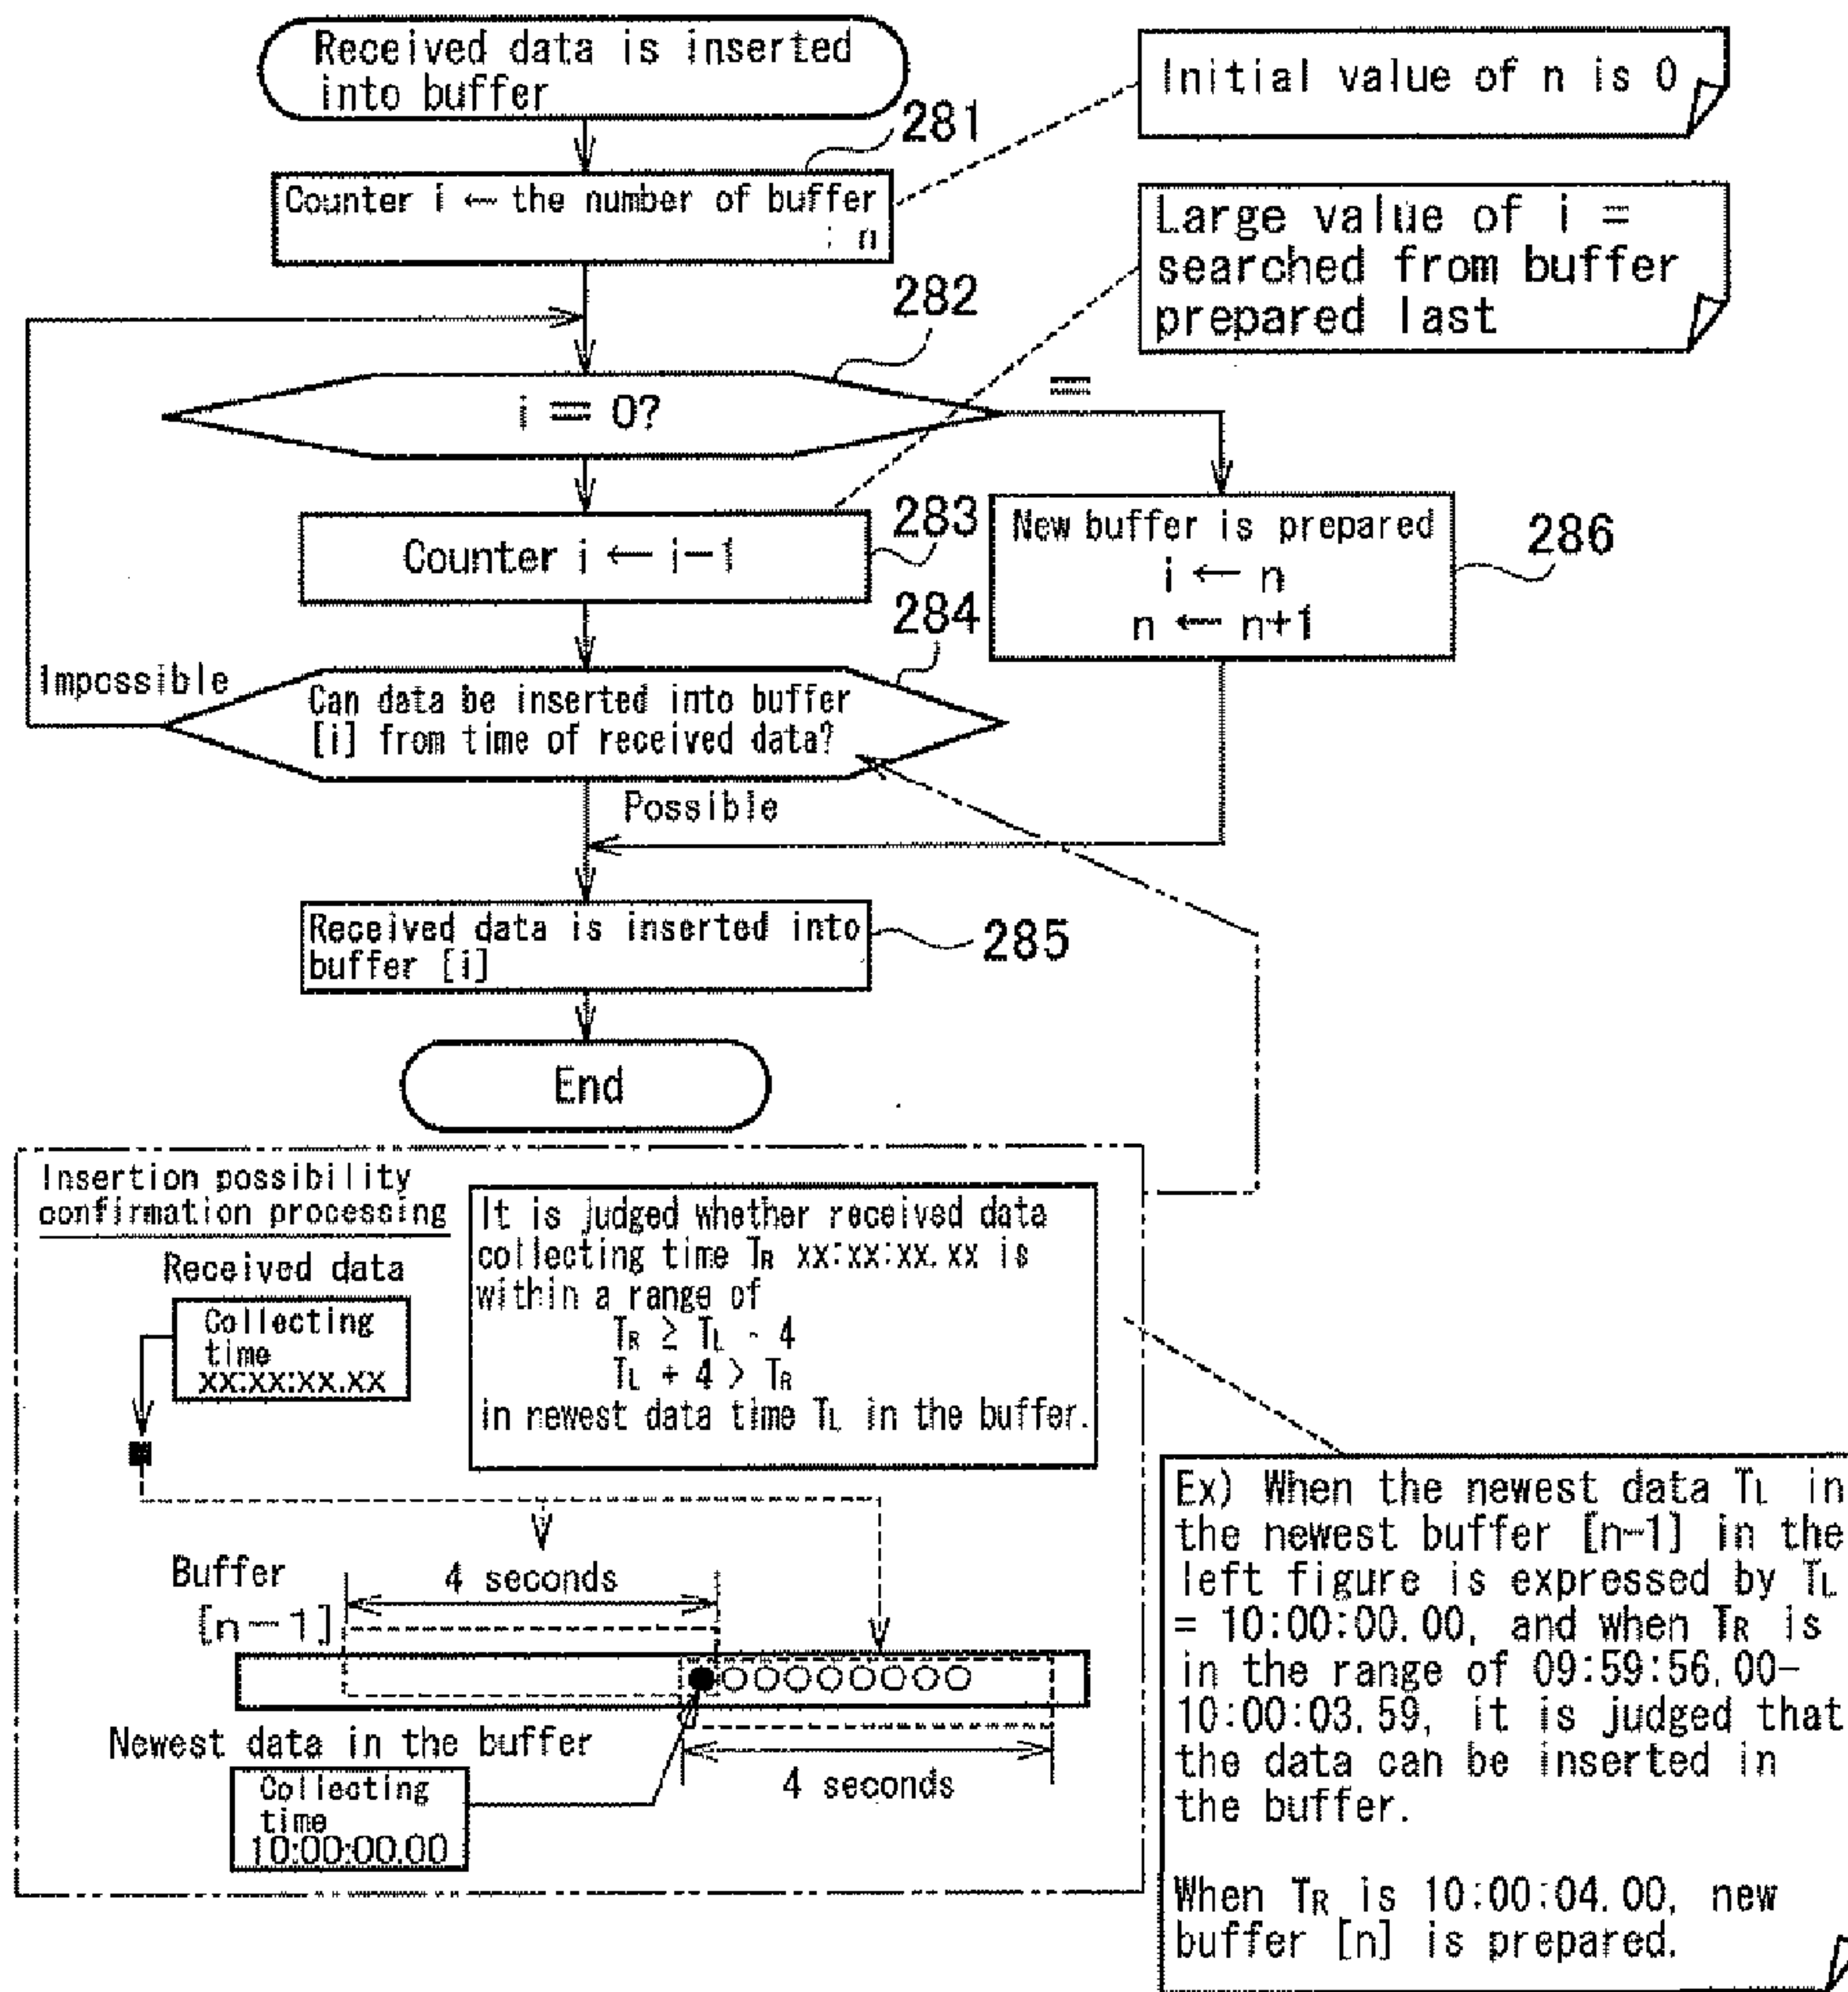 Received data is inserted
into buffer
Initial value of n is 0
281
Counter i ← the number of buffer
: n
Large value of i =
searched from buffer
prepared last
282
i = 0?
=
283
Counter i ← i-1
New buffer is prepared
i ← n
n ← n+1
286
284
Impossible
Can data be inserted into buffer
[i] from time of received data?
Possible
Received data is inserted into
buffer [i]
285
End
Insertion possibility
confirmation processing
It is judged whether received data
collecting time TR xx:xx:xx.xx is
within a range of
TR ≥ TL - 4
TL + 4 > TR
in newest data time TL in the buffer.
Received data
Collecting
time
xx:xx:xx.xx
Buffer
[n-1]
4 seconds
Newest data in the buffer
4 seconds
Collecting
time
10:00:00.00
Ex) When the newest data TL in
the newest buffer [n-1] in the
left figure is expressed by TL
= 10:00:00.00, and when TR is
in the range of 09:59:56.00-
10:00:03.59, it is judged that
the data can be inserted in
the buffer.
When TR is 10:00:04.00, new
buffer [n] is prepared.